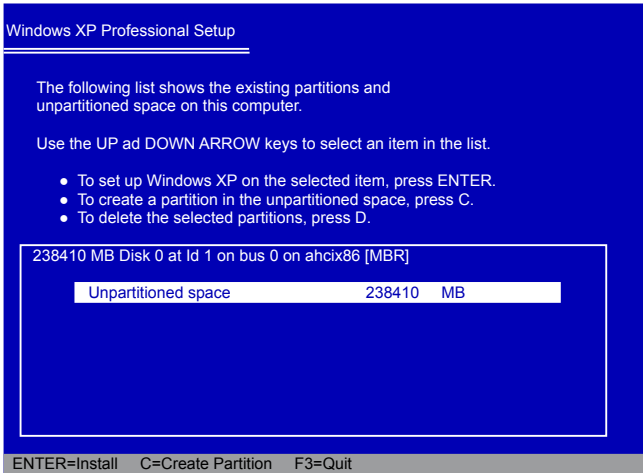 Windows XP Professional Setup
The following list shows the existing partitions and
unpartitioned space on this computer.
Use the UP ad DOWN ARROW keys to select an item in the list.
● To set up Windows XP on the selected item, press ENTER.
● To create a partition in the unpartitioned space, press C.
● To delete the selected partitions, press D.
238410 MB Disk 0 at Id 1 on bus 0 on ahcix86 [MBR]
Unpartitioned space 238410 MB
ENTER=Install C=Create Partition F3=Quit